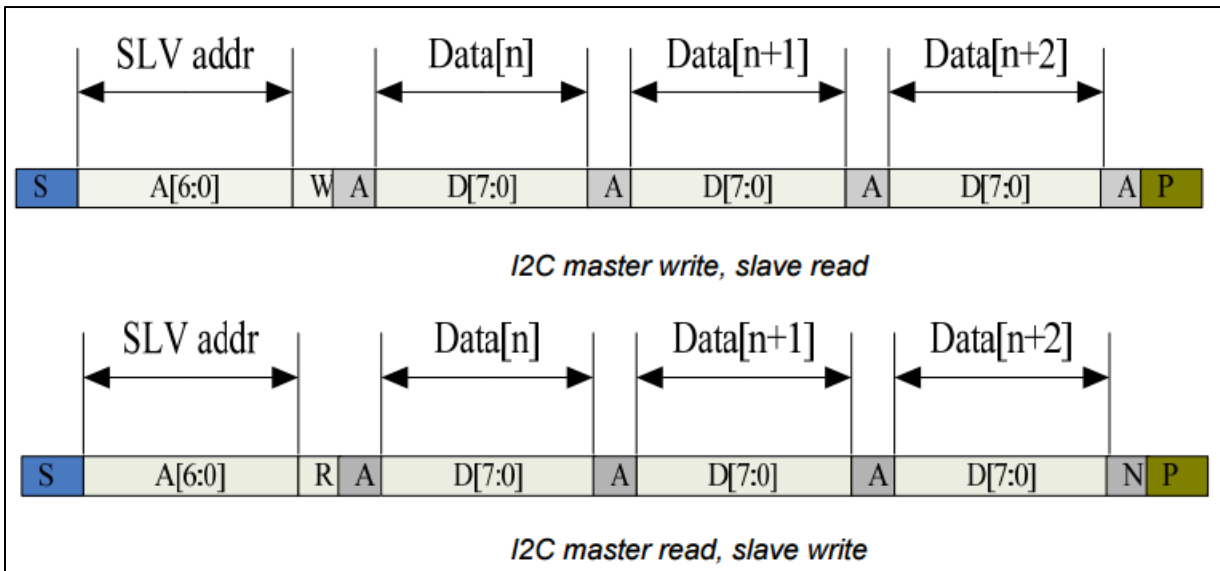 SLV addr Data[n] Data[n+1] Data[n+2]
S A[6:0] W A D[7:0] A D[7:0] A D[7:0] A P
I2C master write, slave read
SLV addr Data[n] Data[n+1] Data[n+2]
S A[6:0] R A D[7:0] A D[7:0] A D[7:0] N P
I2C master read, slave write